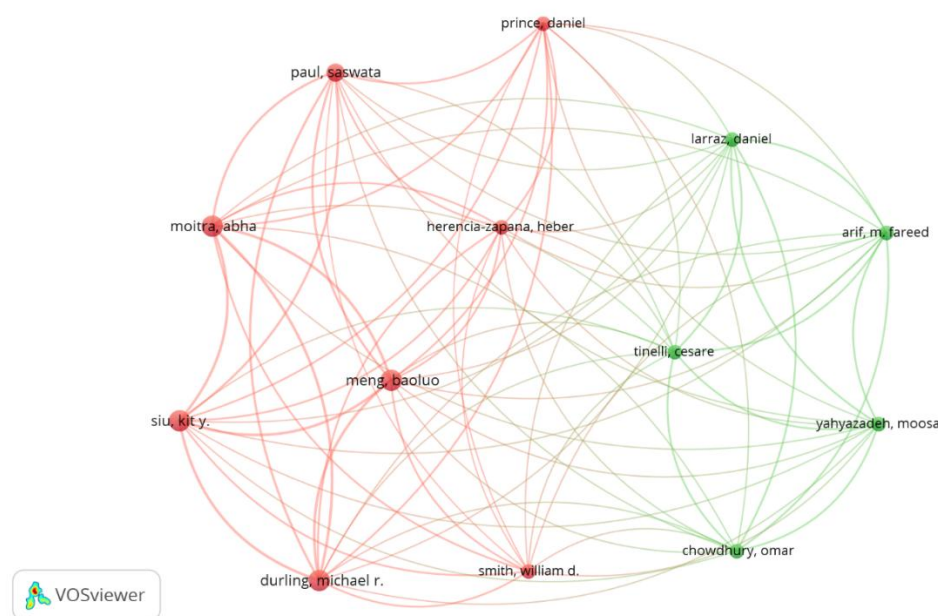 prince, daniel
paul, saswata
larraz, daniel
moitra, abha
herencia-zapana, heber
arif, m. fareed
tinelli, cesare
meng, baoluo
siu, kit y.
yahyazadeh, moosa
chowdhury, omar
smith, william d.
durling, michael r.
VOSviewer